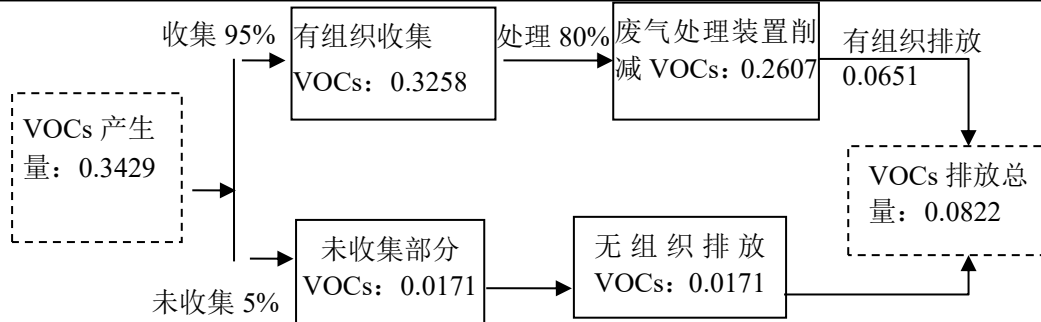 收集 95%
有组织收集
VOCs：0.3258
处理 80%
废气处理装置削
减 VOCs：0.2607
有组织排放
0.0651
VOCs 产生
量：0.3429
VOCs 排放总
量：0.0822
未收集 5%
未收集部分
VOCs：0.0171
无组织排放
VOCs：0.0171